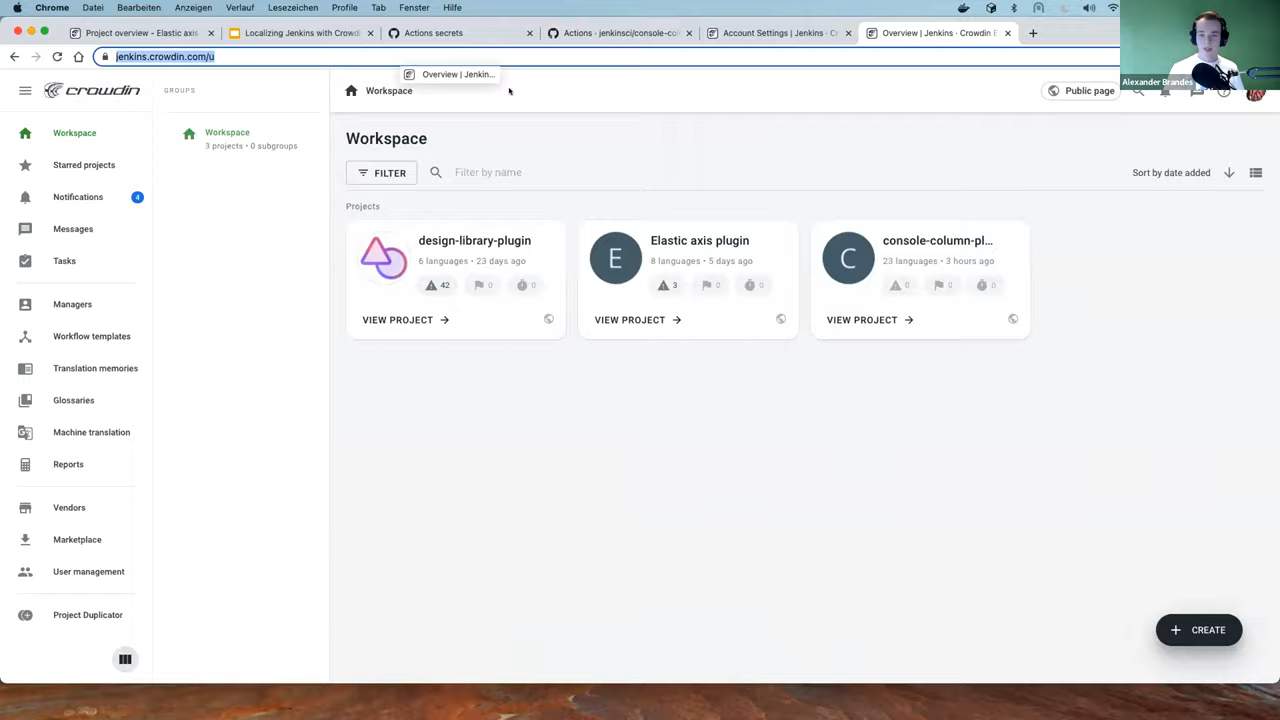 Chrome Ablage Bearbeiten Anzeigen Verlauf Lesezeichen Profile Tab Fenster Hilfe
Project overview - Elastic axis
Localizing Jenkins with Crowdin
Actions secrets
Actions · jenkinsci/console-col
Account Settings | Jenkins · Cr
Overview | Jenkins · Crowdin E
jenkins.crowdin.com/u
Overview | Jenkin...
Alexander Brandes
crowdin
GROUPS
Workspace
Public page
Workspace
Starred projects
Notifications 4
Messages
Tasks
Managers
Workflow templates
Translation memories
Glossaries
Machine translation
Reports
Vendors
Marketplace
User management
Project Duplicator
Workspace
3 projects • 0 subgroups
Workspace
FILTER
Filter by name
Sort by date added
Projects
design-library-plugin
6 languages • 23 days ago
42 0 0
VIEW PROJECT
E
Elastic axis plugin
8 languages • 5 days ago
3 0 0
VIEW PROJECT
C
console-column-pl...
23 languages • 3 hours ago
0 0 0
VIEW PROJECT
CREATE